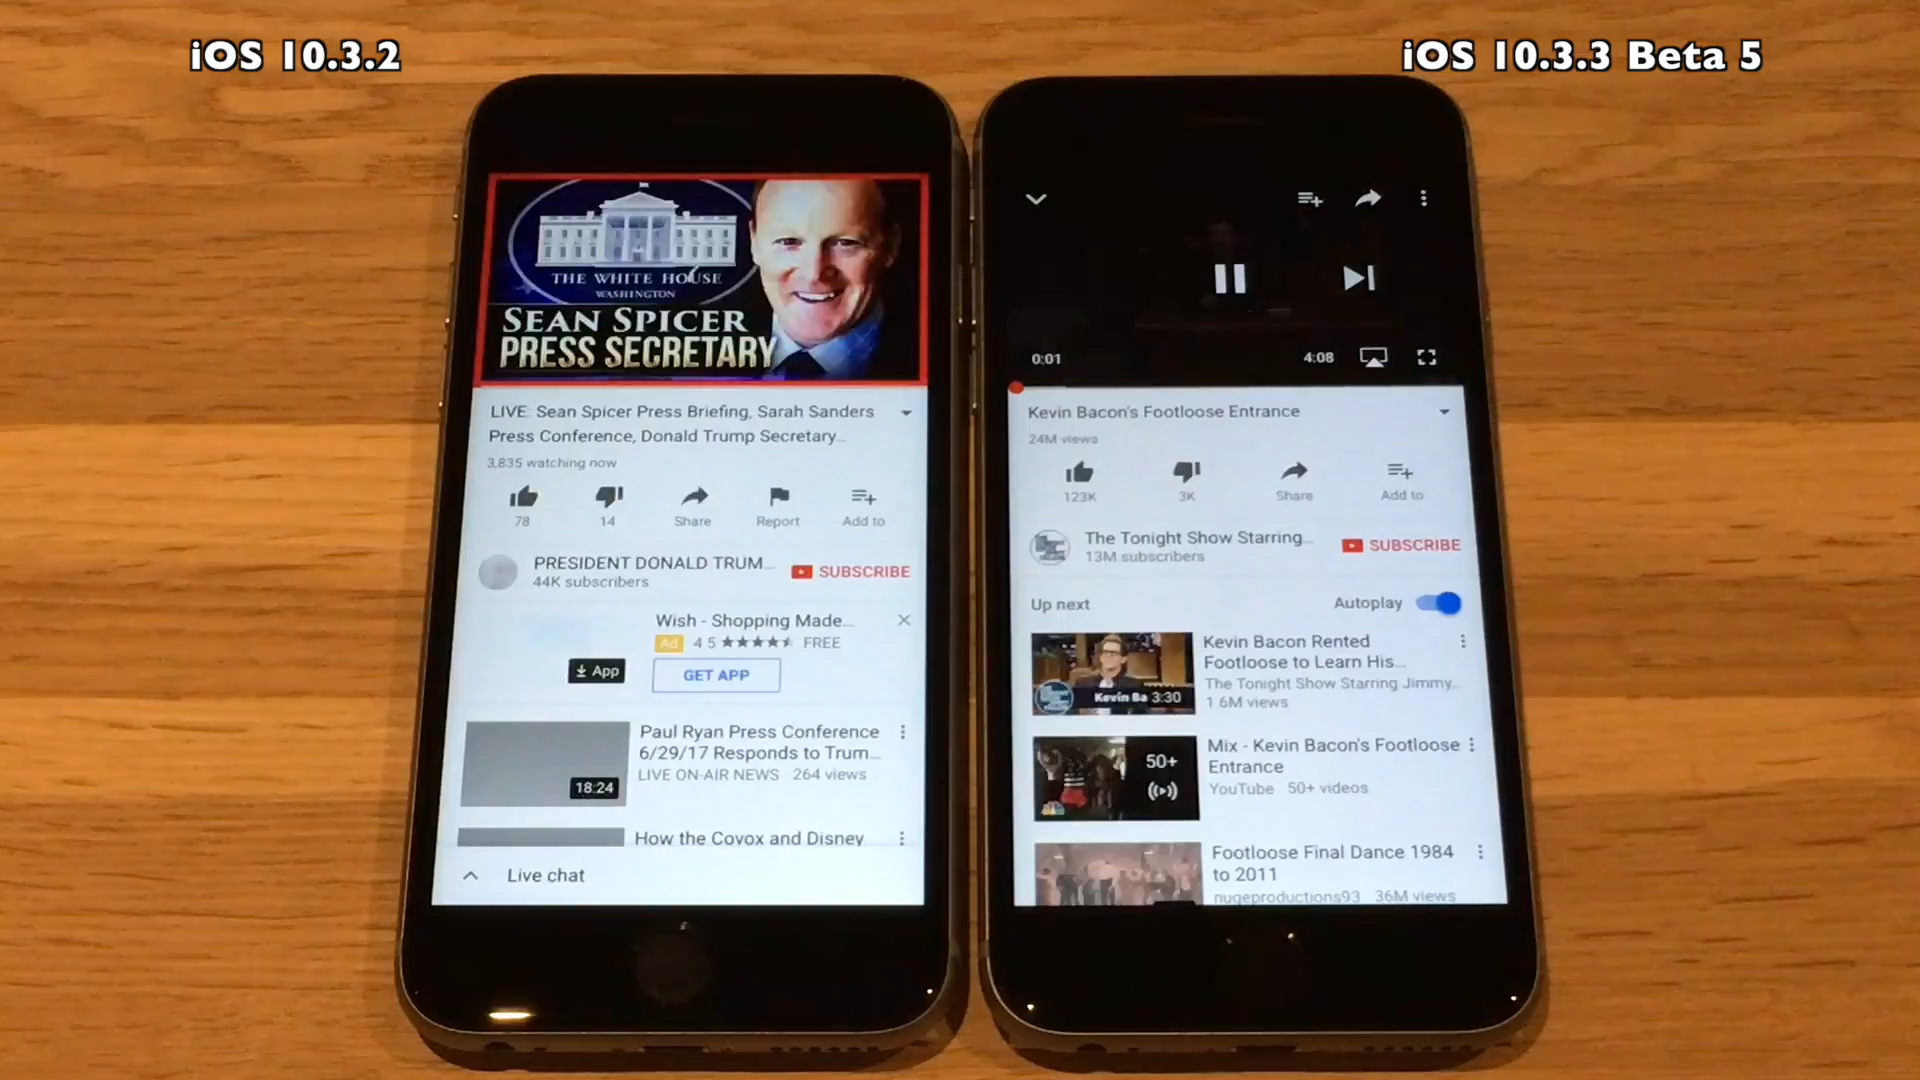 iOS 10.3.2
iOS 10.3.3 Beta 5
THE WHITE HOUSE
WASHINGTON
SEAN SPICER
PRESS SECRETARY
LIVE: Sean Spicer Press Briefing, Sarah Sanders
Press Conference, Donald Trump Secretary...
3,835 watching now
78
14
Share
Report
Add to
PRESIDENT DONALD TRUM...
44K subscribers
SUBSCRIBE
Wish - Shopping Made...
Ad 4.5 ★★★★★ FREE
App
GET APP
Paul Ryan Press Conference
6/29/17 Responds to Trum...
LIVE ON-AIR NEWS 264 views
18:24
How the Covox and Disney
Live chat
0:01
4:08
Kevin Bacon's Footloose Entrance
24M views
123K
3K
Share
Add to
The Tonight Show Starring...
13M subscribers
SUBSCRIBE
Up next
Autoplay
Kevin Bacon Rented
Footloose to Learn His...
The Tonight Show Starring Jimmy...
1.6M views
Kevin Ba 3:30
Mix - Kevin Bacon's Footloose
Entrance
YouTube 50+ videos
50+
Footloose Final Dance 1984
to 2011
nugeproductions93 36M views